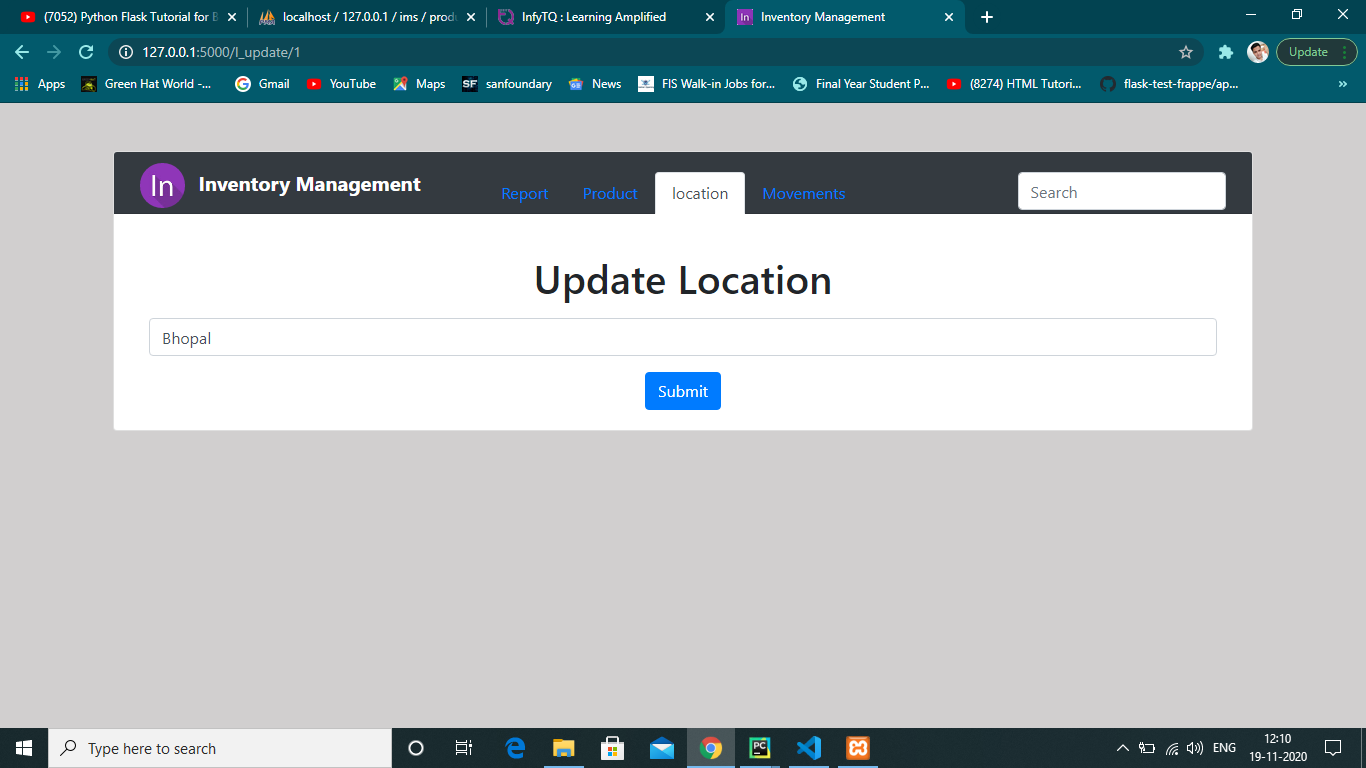 (7052) Python Flask Tutorial for B
localhost / 127.0.0.1 / ims / produ
InfyTQ : Learning Amplified
In Inventory Management
127.0.0.1:5000/l_update/1
Update
Apps
Green Hat World -...
Gmail
YouTube
Maps
SF sanfoundary
News
FIS Walk-in Jobs for...
Final Year Student P...
(8274) HTML Tutori...
flask-test-frappe/ap...
»
In Inventory Management
Report
Product
location
Movements
Search
Update Location
Bhopal
Submit
Type here to search
PC
ENG
12:10
19-11-2020